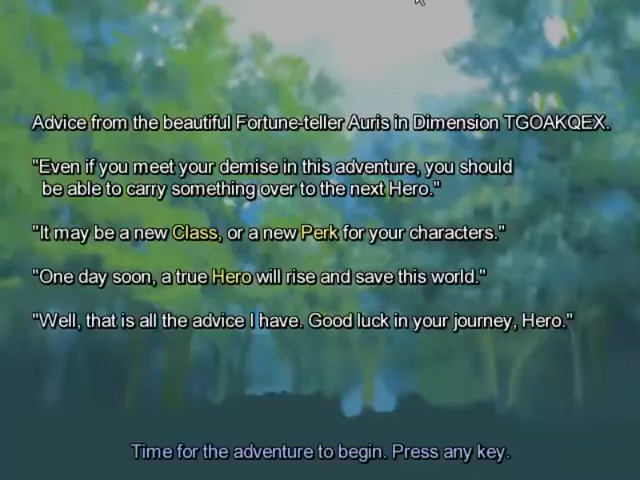 Advice from the beautiful Fortune-teller Auris in Dimension TGOAKQEX.
"Even if you meet your demise in this adventure, you should
be able to carry something over to the next Hero."
"It may be a new Class, or a new Perk for your characters."
"One day soon, a true Hero will rise and save this world."
"Well, that is all the advice I have. Good luck in your journey, Hero."
Time for the adventure to begin. Press any key.